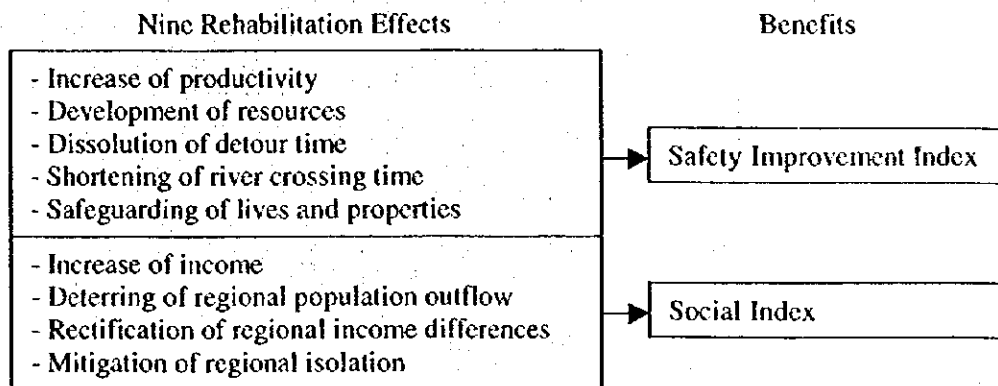 Nine Rehabilitation Effects
Benefits
- Increase of productivity
- Development of resources
- Dissolution of detour time
- Shortening of river crossing time
- Safeguarding of lives and properties
Safety Improvement Index
- Increase of income
- Deterring of regional population outflow
- Rectification of regional income differences
- Mitigation of regional isolation
Social Index